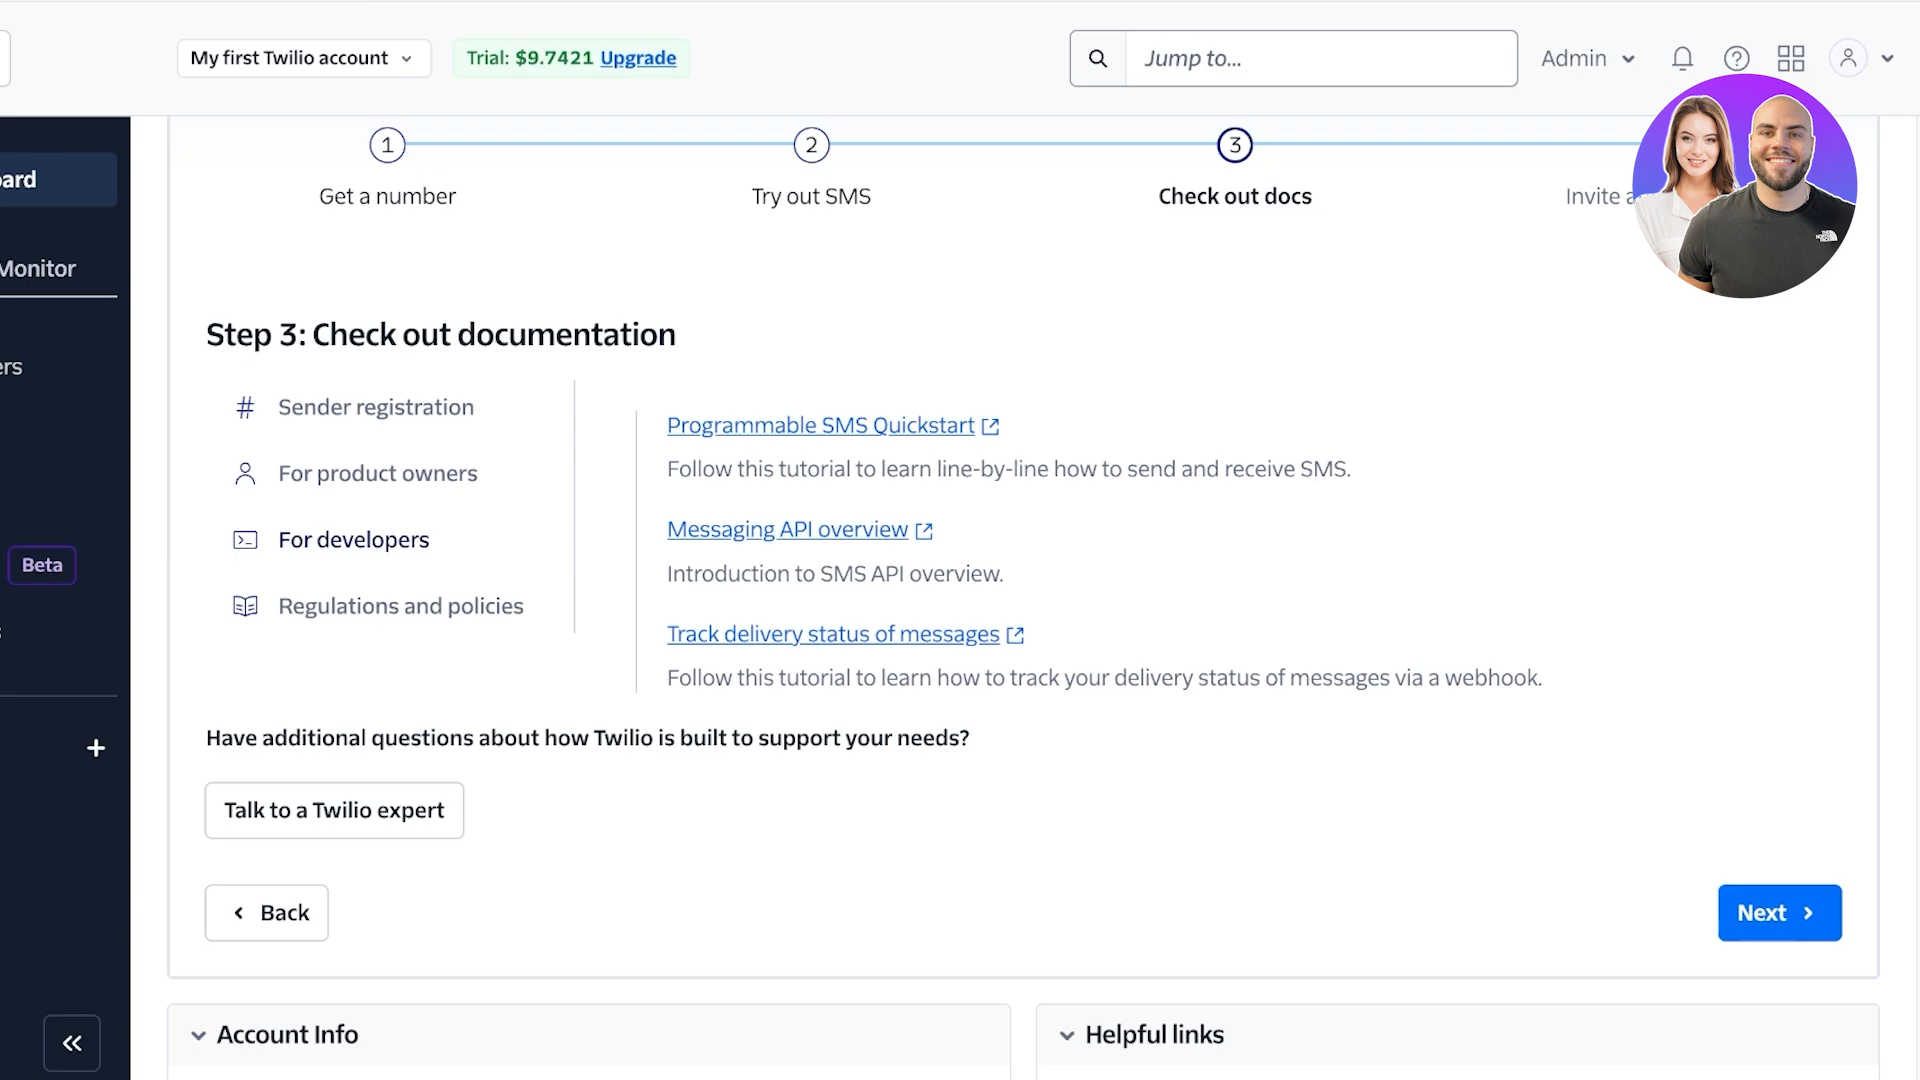 My first Twilio account
Trial: $9.7421 Upgrade
Jump to...
Admin
1
2
3
Get a number
Try out SMS
Check out docs
Invite a
ard
Monitor
ers
Beta
Step 3: Check out documentation
Sender registration
For product owners
For developers
Regulations and policies
Programmable SMS Quickstart
Follow this tutorial to learn line-by-line how to send and receive SMS.
Messaging API overview
Introduction to SMS API overview.
Track delivery status of messages
Follow this tutorial to learn how to track your delivery status of messages via a webhook.
Have additional questions about how Twilio is built to support your needs?
Talk to a Twilio expert
Back
Next
Account Info
Helpful links